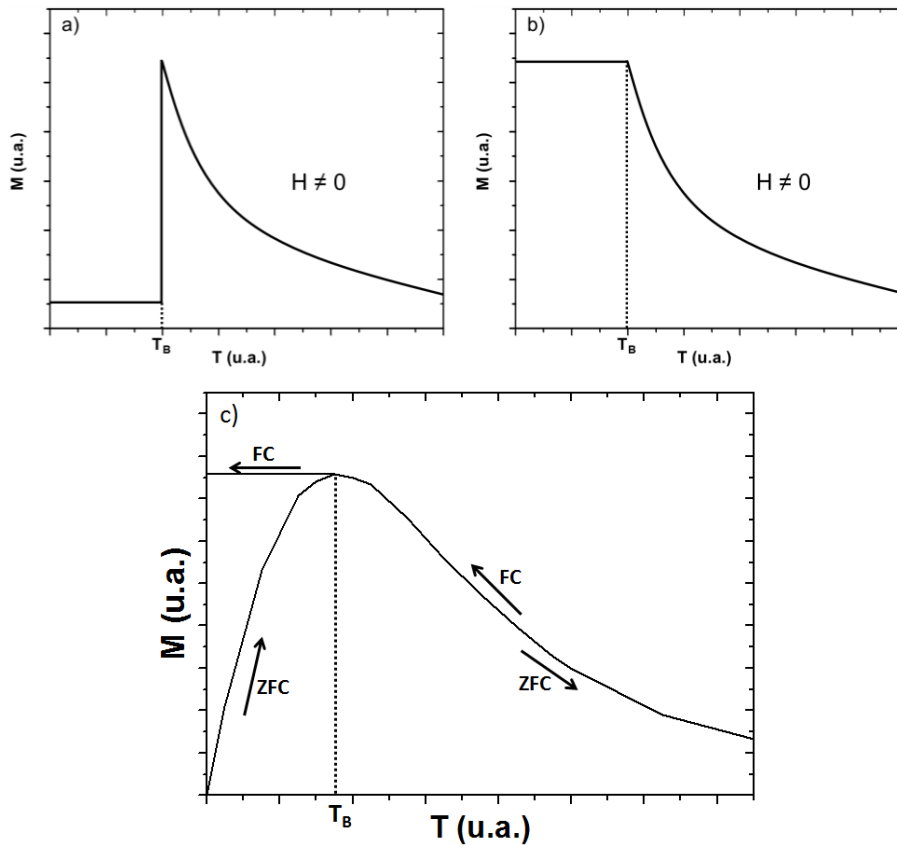 a)
M (u.a.)
H ≠ 0
T_B
T (u.a.)
b)
M (u.a.)
H ≠ 0
T_B
T (u.a.)
c)
FC
FC
ZFC
ZFC
M (u.a.)
T_B
T (u.a.)